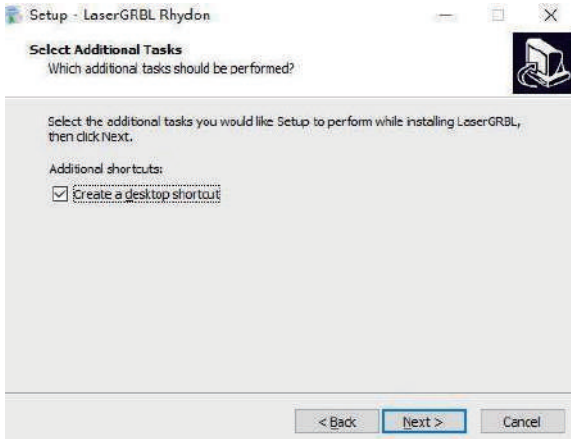 Setup - LaserGRBL Rhydon
Select Additional Tasks
Which additional tasks should be performed?
Select the additional tasks you would like Setup to perform while installing LaserGRBL,
then click Next.
Additional shortcuts:
Create a desktop shortcut
< Back
Next >
Cancel